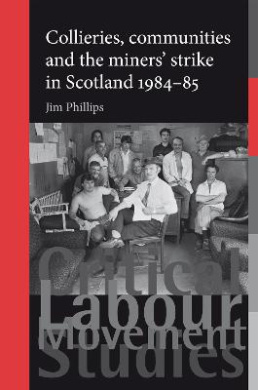 Collieries, communities
and the miners' strike
in Scotland 1984–85
Jim Phillips
Critical
Labour
Movement
Studies